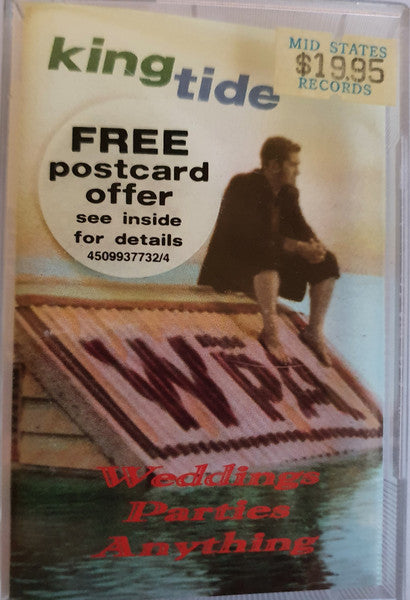 king
tide
MID STATES
$19.95
RECORDS
FREE
postcard
offer
see inside
for details
4509937732/4
WPA
Weddings
Parties
Anything